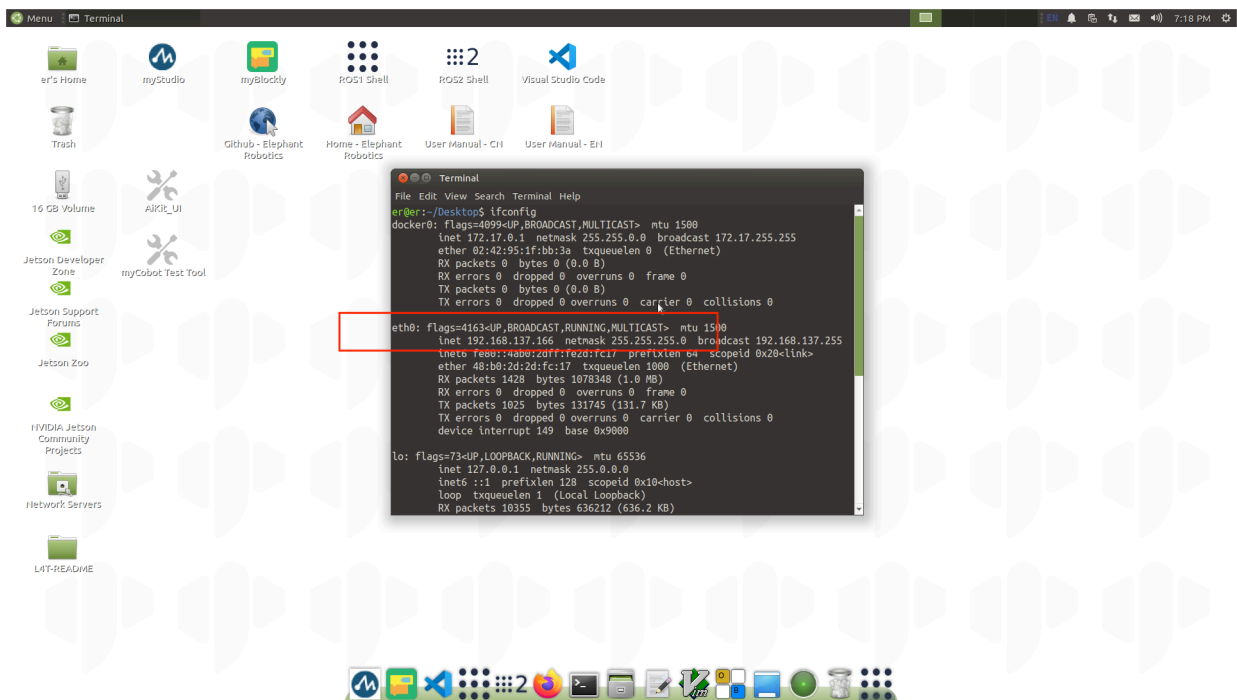 Menu Terminal EN 7:18 PM
er's Home myStudio myBlockly ROS1 Shell ROS2 Shell Visual Studio Code
:::2
Trash Github - Elephant Robotics Home - Elephant Robotics User Manual - CN User Manual - EN
16 GB Volume AiKit_UI
Jetson Developer Zone myCobot Test Tool
Jetson Support Forums
Jetson Zoo
NVIDIA Jetson Community Projects
Network Servers
L4T-README
Terminal
File Edit View Search Terminal Help
er@er:~/Desktop$ ifconfig
docker0: flags=4099<UP,BROADCAST,MULTICAST> mtu 1500
inet 172.17.0.1 netmask 255.255.0.0 broadcast 172.17.255.255
ether 02:42:95:1f:bb:3a txqueuelen 0 (Ethernet)
RX packets 0 bytes 0 (0.0 B)
RX errors 0 dropped 0 overruns 0 frame 0
TX packets 0 bytes 0 (0.0 B)
TX errors 0 dropped 0 overruns 0 carrier 0 collisions 0
eth0: flags=4163<UP,BROADCAST,RUNNING,MULTICAST> mtu 1500
inet 192.168.137.166 netmask 255.255.255.0 broadcast 192.168.137.255
inet6 fe80::4ab0:2dff:fe2d:fc17 prefixlen 64 scopeid 0x20<link>
ether 48:b0:2d:2d:fc:17 txqueuelen 1000 (Ethernet)
RX packets 1428 bytes 1078348 (1.0 MB)
RX errors 0 dropped 0 overruns 0 frame 0
TX packets 1025 bytes 131745 (131.7 KB)
TX errors 0 dropped 0 overruns 0 carrier 0 collisions 0
device interrupt 149 base 0x9000
lo: flags=73<UP,LOOPBACK,RUNNING> mtu 65536
inet 127.0.0.1 netmask 255.0.0.0
inet6 ::1 prefixlen 128 scopeid 0x10<host>
loop txqueuelen 1 (Local Loopback)
RX packets 10355 bytes 636212 (636.2 KB)
:::2 Vim O B